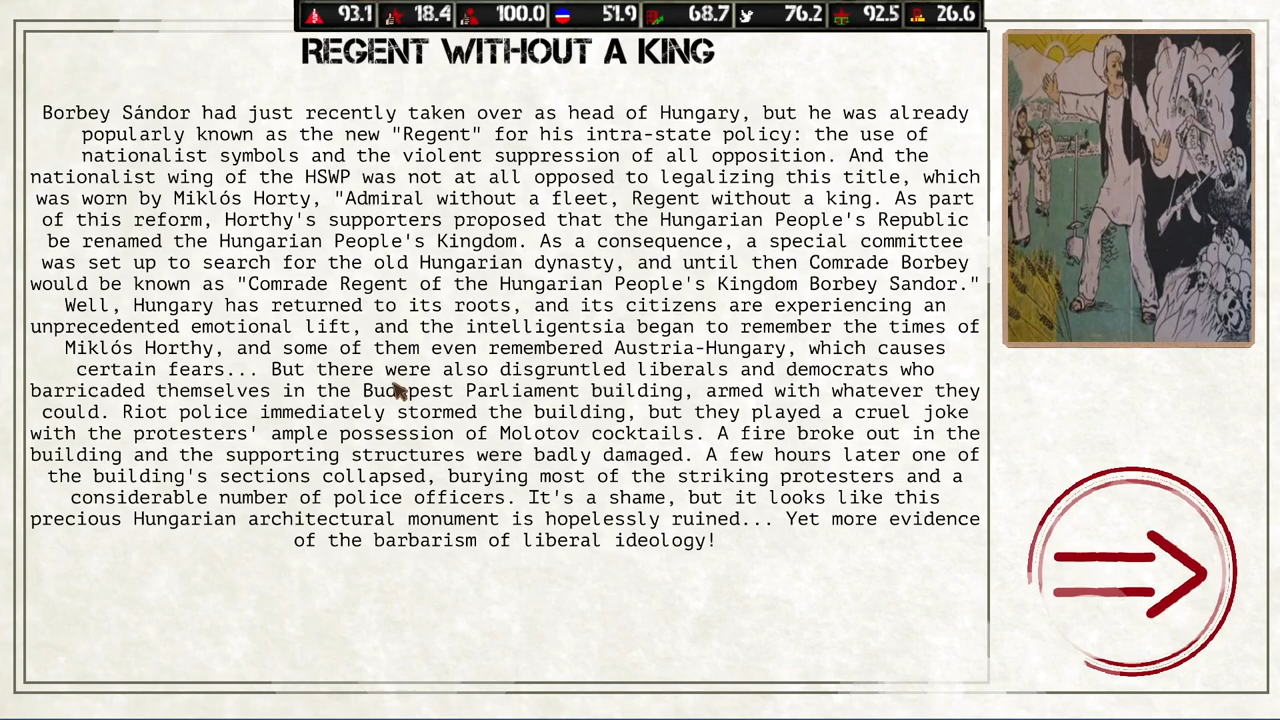 93.1 18.4 100.0 51.9 68.7 76.2 92.5 26.6
REGENT WITHOUT A KING
Borbey Sándor had just recently taken over as head of Hungary, but he was already
popularly known as the new "Regent" for his intra-state policy: the use of
nationalist symbols and the violent suppression of all opposition. And the
nationalist wing of the HSWP was not at all opposed to legalizing this title, which
was worn by Miklós Horty, "Admiral without a fleet, Regent without a king. As part
of this reform, Horthy's supporters proposed that the Hungarian People's Republic
be renamed the Hungarian People's Kingdom. As a consequence, a special committee
was set up to search for the old Hungarian dynasty, and until then Comrade Borbey
would be known as "Comrade Regent of the Hungarian People's Kingdom Borbey Sandor."
Well, Hungary has returned to its roots, and its citizens are experiencing an
unprecedented emotional lift, and the intelligentsia began to remember the times of
Miklós Horthy, and some of them even remembered Austria-Hungary, which causes
certain fears... But there were also disgruntled liberals and democrats who
barricaded themselves in the Budapest Parliament building, armed with whatever they
could. Riot police immediately stormed the building, but they played a cruel joke
with the protesters' ample possession of Molotov cocktails. A fire broke out in the
building and the supporting structures were badly damaged. A few hours later one of
the building's sections collapsed, burying most of the striking protesters and a
considerable number of police officers. It's a shame, but it looks like this
precious Hungarian architectural monument is hopelessly ruined... Yet more evidence
of the barbarism of liberal ideology!